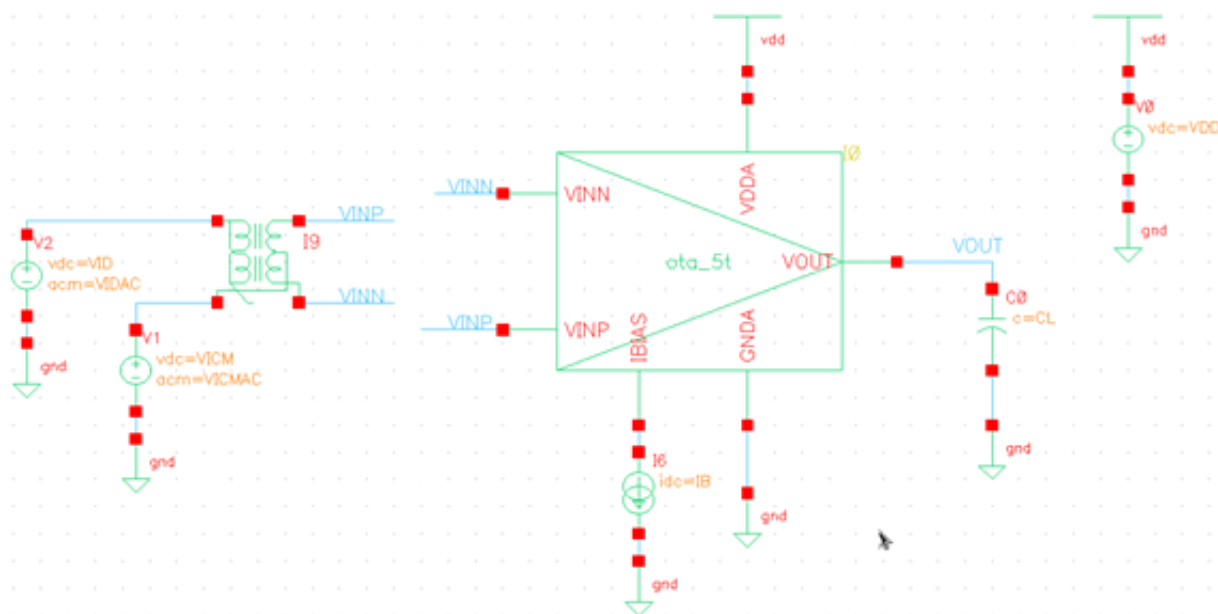 vdd
vdd
V0
vdc=VDD
gnd
I0
VINN
VINN
VDDA
VINP
I9
V2
vdc=VID
acm=VIDAC
gnd
VINN
V1
vdc=VICM
acm=VICMAC
gnd
ota_5t
VOUT
VOUT
C0
c=CL
gnd
VINP
VINP
IBIAS
GNDA
I6
idc=IB
gnd
gnd